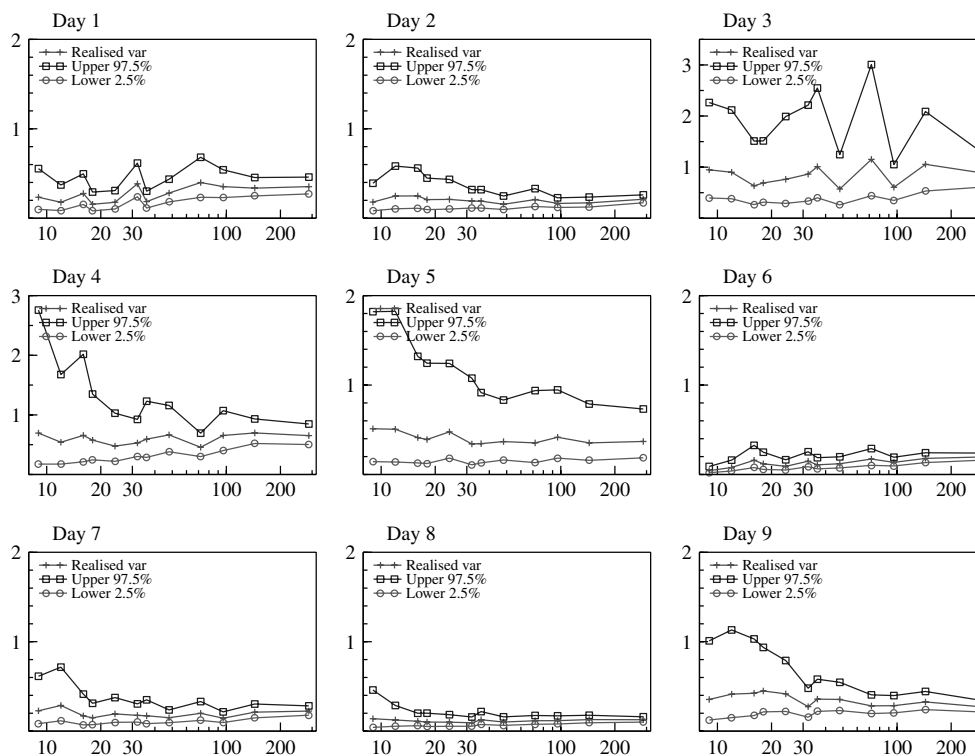 Day 1
2
1
Realised var
Upper 97.5%
Lower 2.5%
10 20 30 100 200
Day 2
2
1
Realised var
Upper 97.5%
Lower 2.5%
10 20 30 100 200
Day 3
3
2
1
Realised var
Upper 97.5%
Lower 2.5%
10 20 30 100 200
Day 4
3
2
1
Realised var
Upper 97.5%
Lower 2.5%
10 20 30 100 200
Day 5
2
1
Realised var
Upper 97.5%
Lower 2.5%
10 20 30 100 200
Day 6
2
1
Realised var
Upper 97.5%
Lower 2.5%
10 20 30 100 200
Day 7
2
1
Realised var
Upper 97.5%
Lower 2.5%
10 20 30 100 200
Day 8
2
1
Realised var
Upper 97.5%
Lower 2.5%
10 20 30 100 200
Day 9
2
1
Realised var
Upper 97.5%
Lower 2.5%
10 20 30 100 200